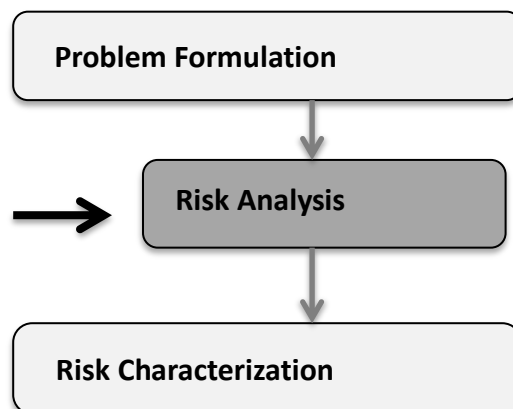 Problem Formulation
Risk Analysis
Risk Characterization